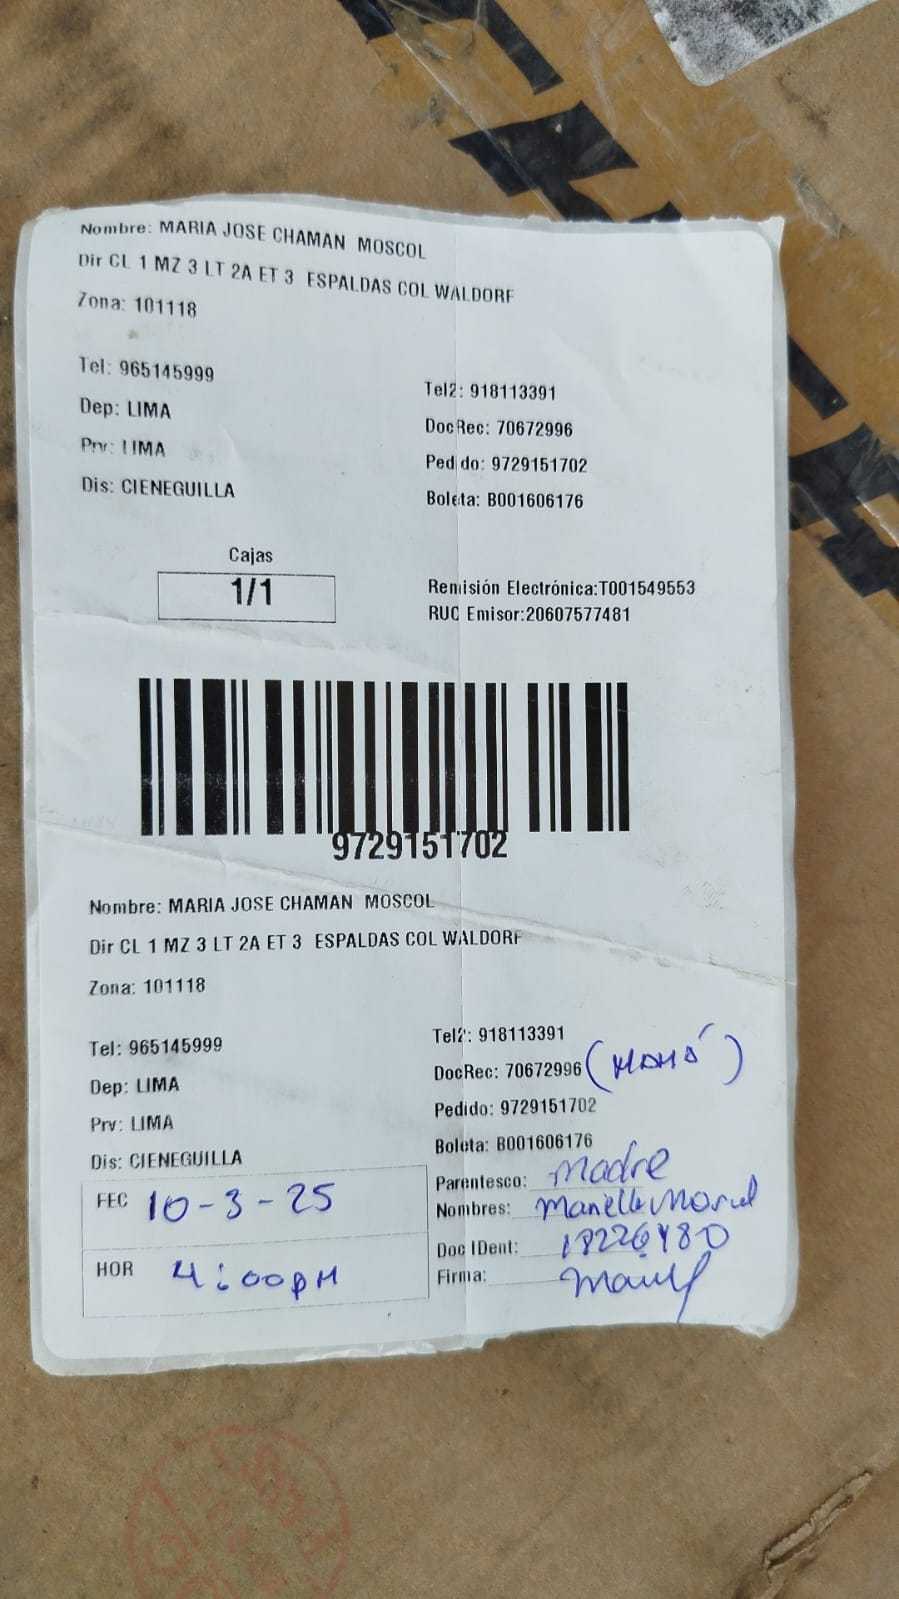 Nombre: MARIA JOSE CHAMAN MOSCOL
Dir CL 1 MZ 3 LT 2A ET 3 ESPALDAS COL WALDORF
Zona: 101118
Tel: 965145999
Tel2: 918113391
Dep: LIMA
DocRec: 70672996
Prv: LIMA
Pedido: 9729151702
Dis: CIENEGUILLA
Boleta: B001606176
Cajas
1/1
Remisión Electrónica:T001549553
RUC Emisor:20607577481
9729151702
Nombre: MARIA JOSE CHAMAN MOSCOL
Dir CL 1 MZ 3 LT 2A ET 3 ESPALDAS COL WALDORF
Zona: 101118
Tel: 965145999
Tel2: 918113391
Dep: LIMA
DocRec: 70672996 (MAMÁ)
Prv: LIMA
Pedido: 9729151702
Dis: CIENEGUILLA
Boleta: B001606176
FEC 10-3-25
Parentesco: Madre
Nombres:
Doc IDent: 18226480
HOR 4:00PM
Firma: